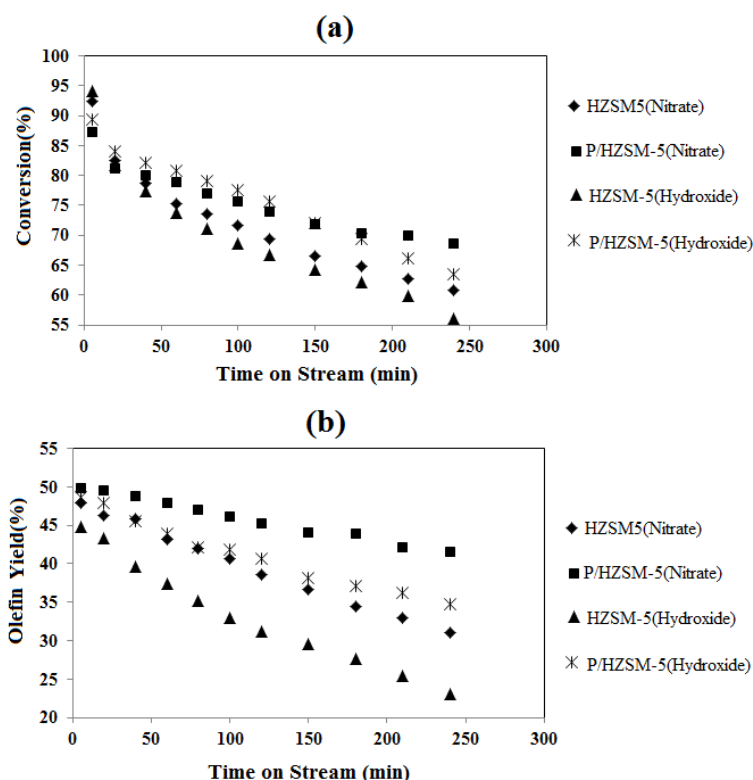 (a)
100
95
90
85
80
75
70
65
60
55
Conversion(%)
0 50 100 150 200 250 300
Time on Stream (min)
HZSM5(Nitrate)
P/HZSM-5(Nitrate)
HZSM-5(Hydroxide)
P/HZSM-5(Hydroxide)
(b)
55
50
45
40
35
30
25
20
Olefin Yield(%)
0 50 100 150 200 250 300
Time on Stream (min)
HZSM5(Nitrate)
P/HZSM-5(Nitrate)
HZSM-5(Hydroxide)
P/HZSM-5(Hydroxide)